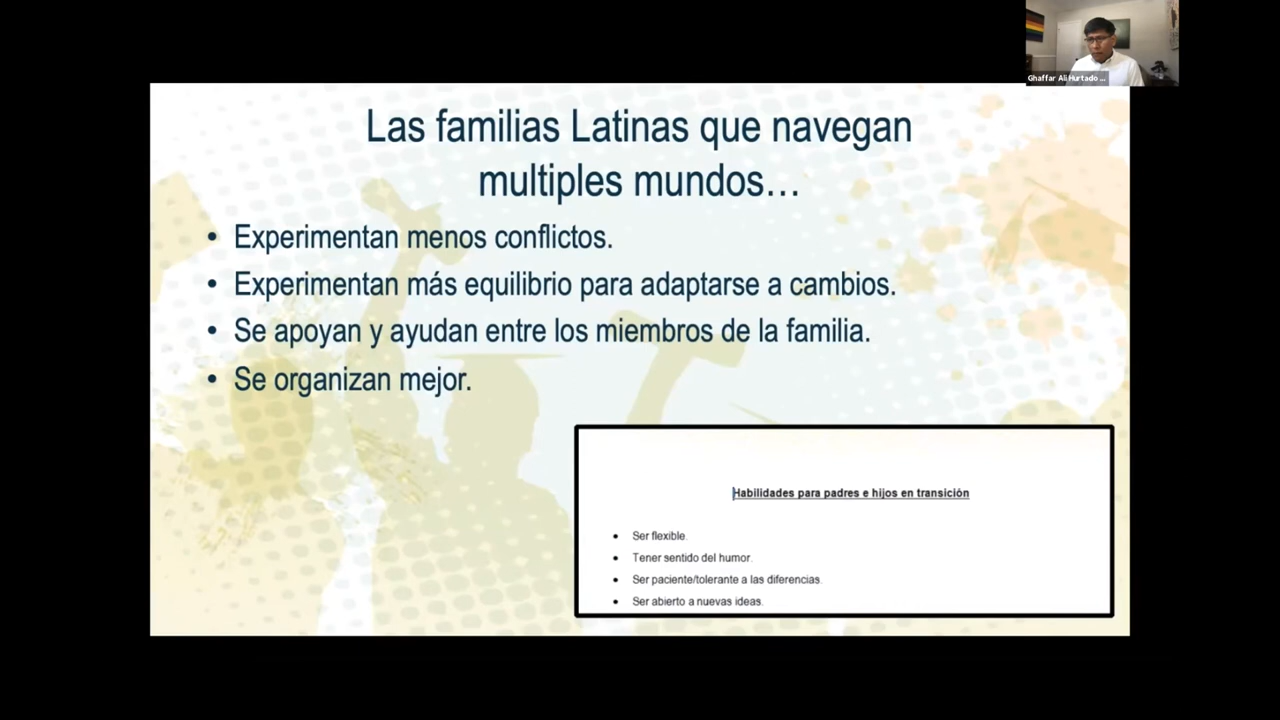 Ghaffar Ali Hurtado ...
Las familias Latinas que navegan
multiples mundos...
• Experimentan menos conflictos.
• Experimentan más equilibrio para adaptarse a cambios.
• Se apoyan y ayudan entre los miembros de la familia.
• Se organizan mejor.
Habilidades para padres e hijos en transición
• Ser flexible.
• Tener sentido del humor.
• Ser paciente/tolerante a las diferencias.
• Ser abierto a nuevas ideas.